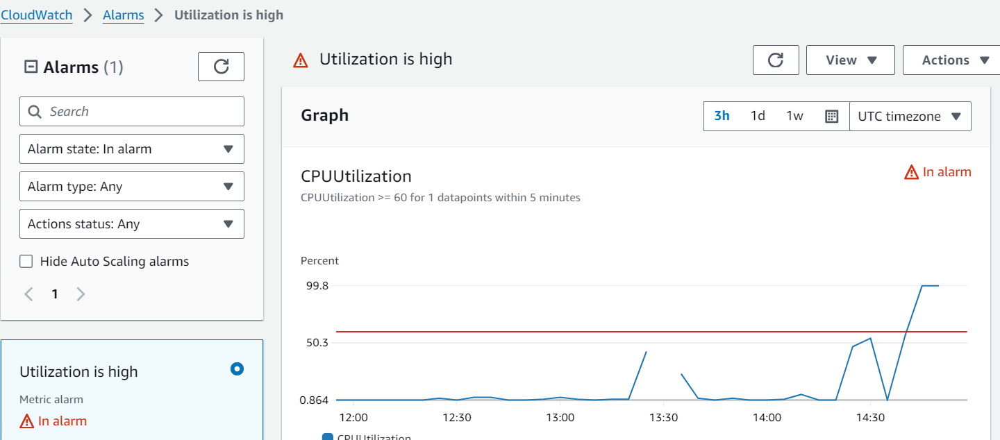 CloudWatch > Alarms > Utilization is high
Alarms (1)
Search
Alarm state: In alarm
Alarm type: Any
Actions status: Any
Hide Auto Scaling alarms
1
Utilization is high
Metric alarm
In alarm
Utilization is high
View
Actions
Graph
3h 1d 1w UTC timezone
CPUUtilization
In alarm
CPUUtilization >= 60 for 1 datapoints within 5 minutes
Percent
99.8
50.3
0.864
12:00 12:30 13:00 13:30 14:00 14:30
CPUUtilization